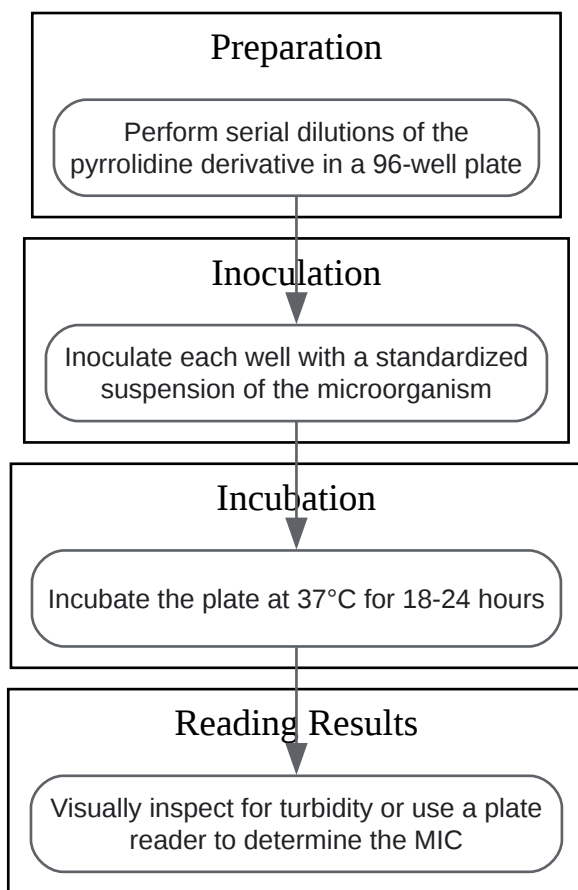 Preparation
Perform serial dilutions of the
pyrrolidine derivative in a 96-well plate
Inoculation
Inoculate each well with a standardized
suspension of the microorganism
Incubation
Incubate the plate at 37°C for 18-24 hours
Reading Results
Visually inspect for turbidity or use a plate
reader to determine the MIC